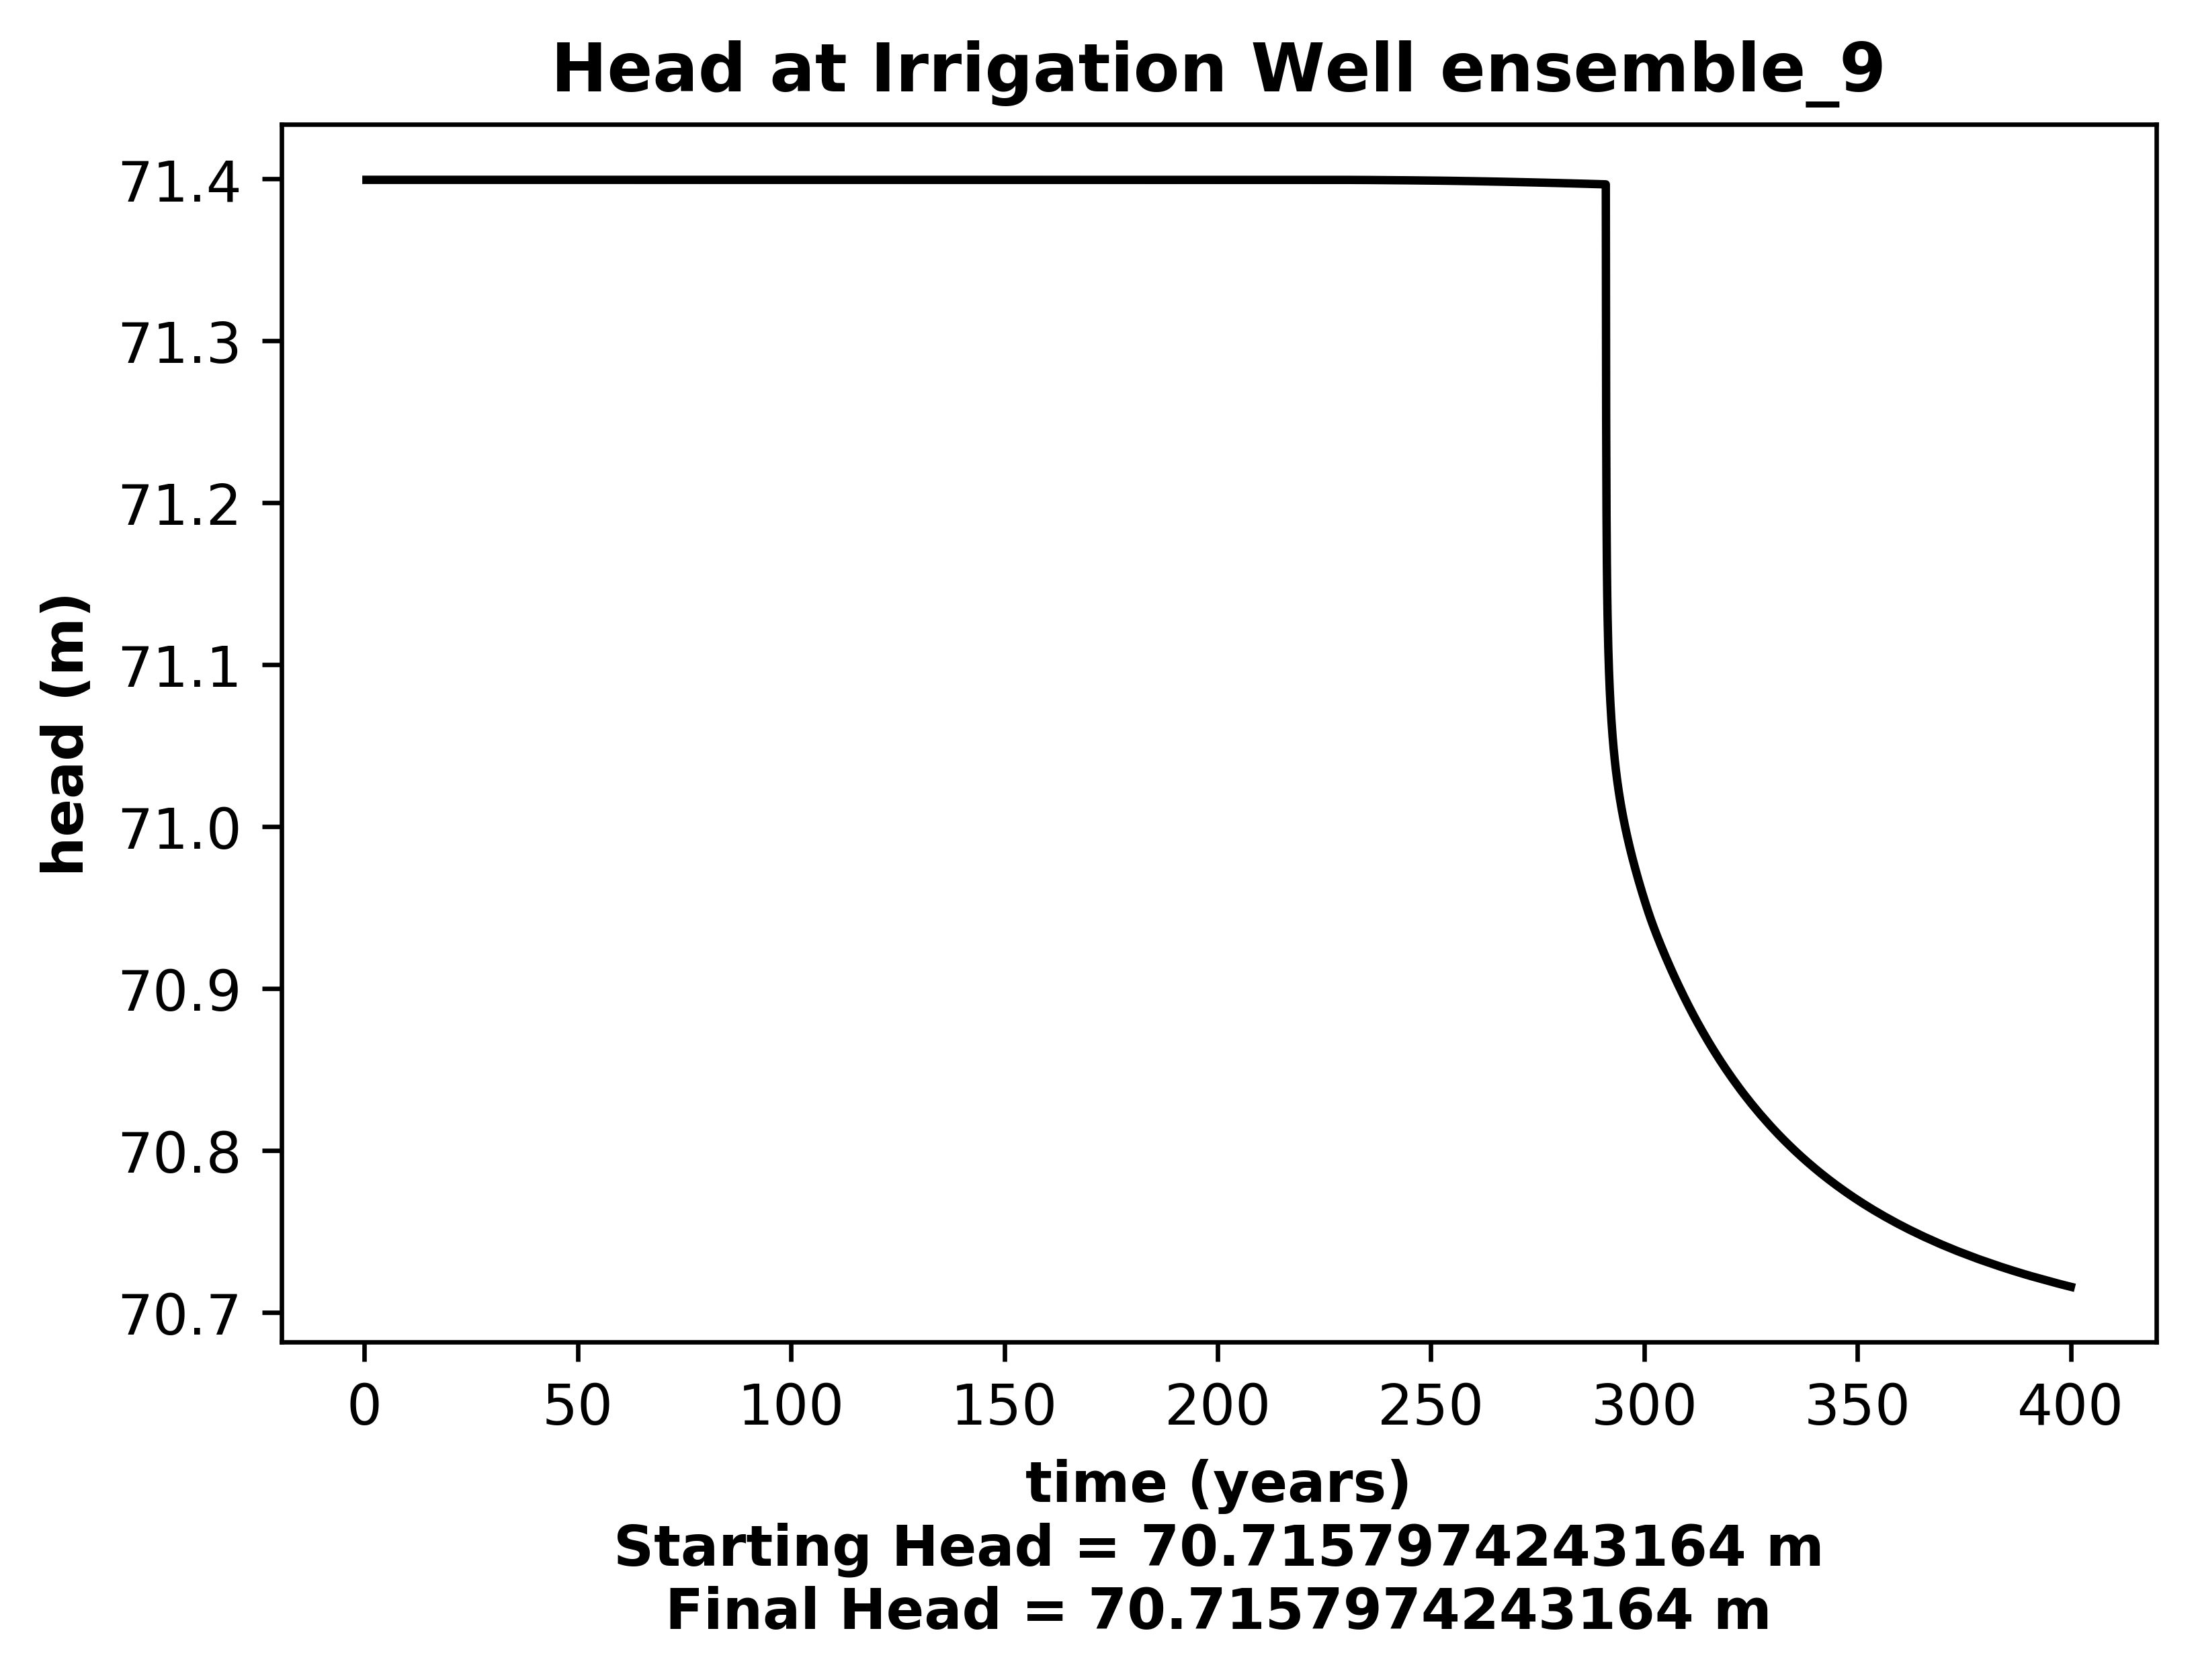 Head at Irrigation Well ensemble_9
71.4
71.3
71.2
71.1
71.0
70.9
70.8
70.7
head (m)
0 50 100 150 200 250 300 350 400
time (years)
Starting Head = 70.7157974243164 m
Final Head = 70.7157974243164 m